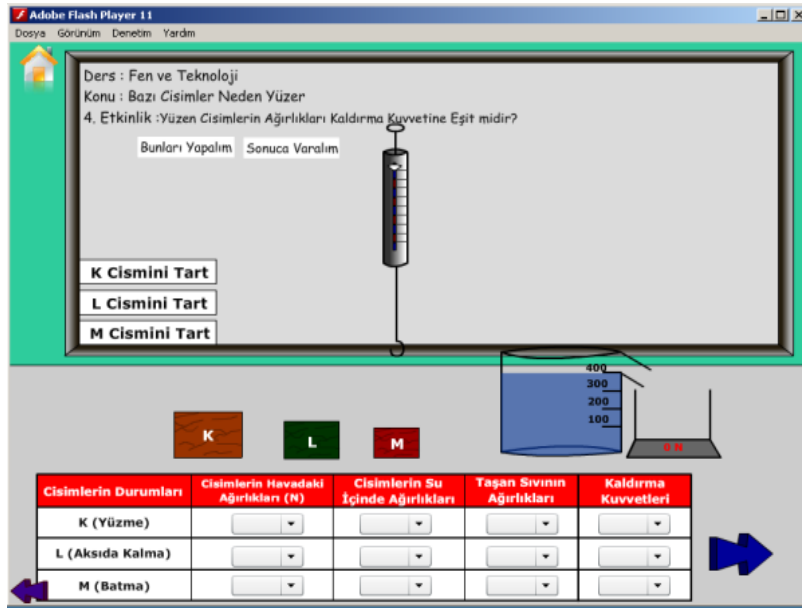 Adobe Flash Player 11
Dosya Görünüm Denetim Yardım
Ders : Fen ve Teknoloji
Konu : Bazı Cisimler Neden Yüzer
4. Etkinlik :Yüzen Cisimlerin Ağırlıkları Kaldırma Kuvvetine Eşit midir?
Bunları Yapalım Sonuca Varalım
K Cismini Tart
L Cismini Tart
M Cismini Tart
400
300
200
100
0 N
K
L
M
Cisimlerin Durumları
Cisimlerin Havadaki
Ağırlıkları (N)
Cisimlerin Su
İçinde Ağırlıkları
Taşan Sıvının
Ağırlıkları
Kaldırma
Kuvvetleri
K (Yüzme)
L (Aksıda Kalma)
M (Batma)